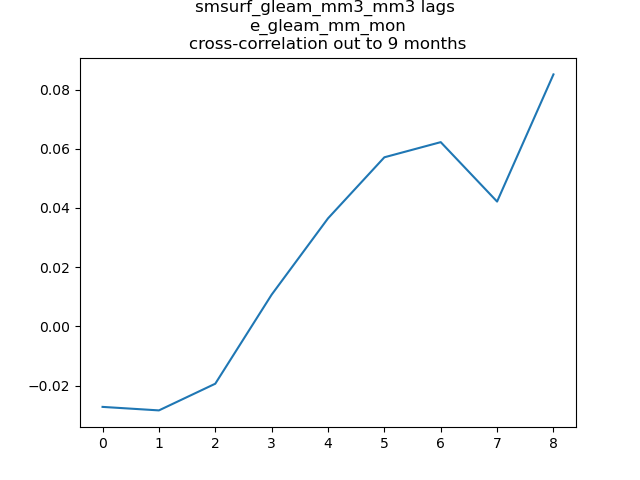 smsurf_gleam_mm3_mm3 lags
e_gleam_mm_mon
cross-correlation out to 9 months
0.08
0.06
0.04
0.02
0.00
−0.02
0 1 2 3 4 5 6 7 8